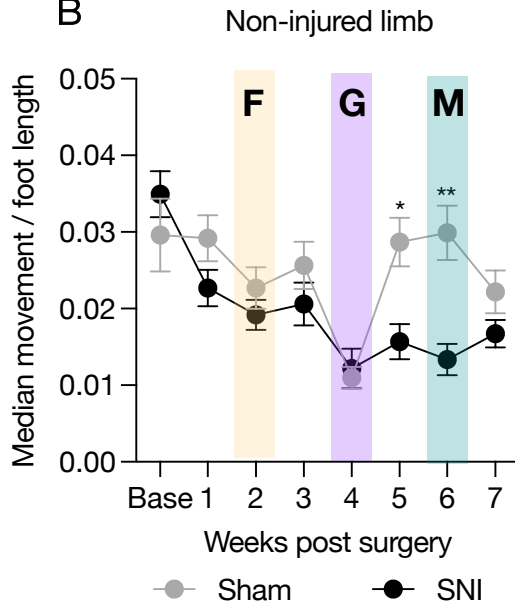 B
Non-injured limb
Median movement / foot length
0.05
0.04
0.03
0.02
0.01
0.00
F
G
M
*
**
Base 1 2 3 4 5 6 7
Weeks post surgery
Sham SNI